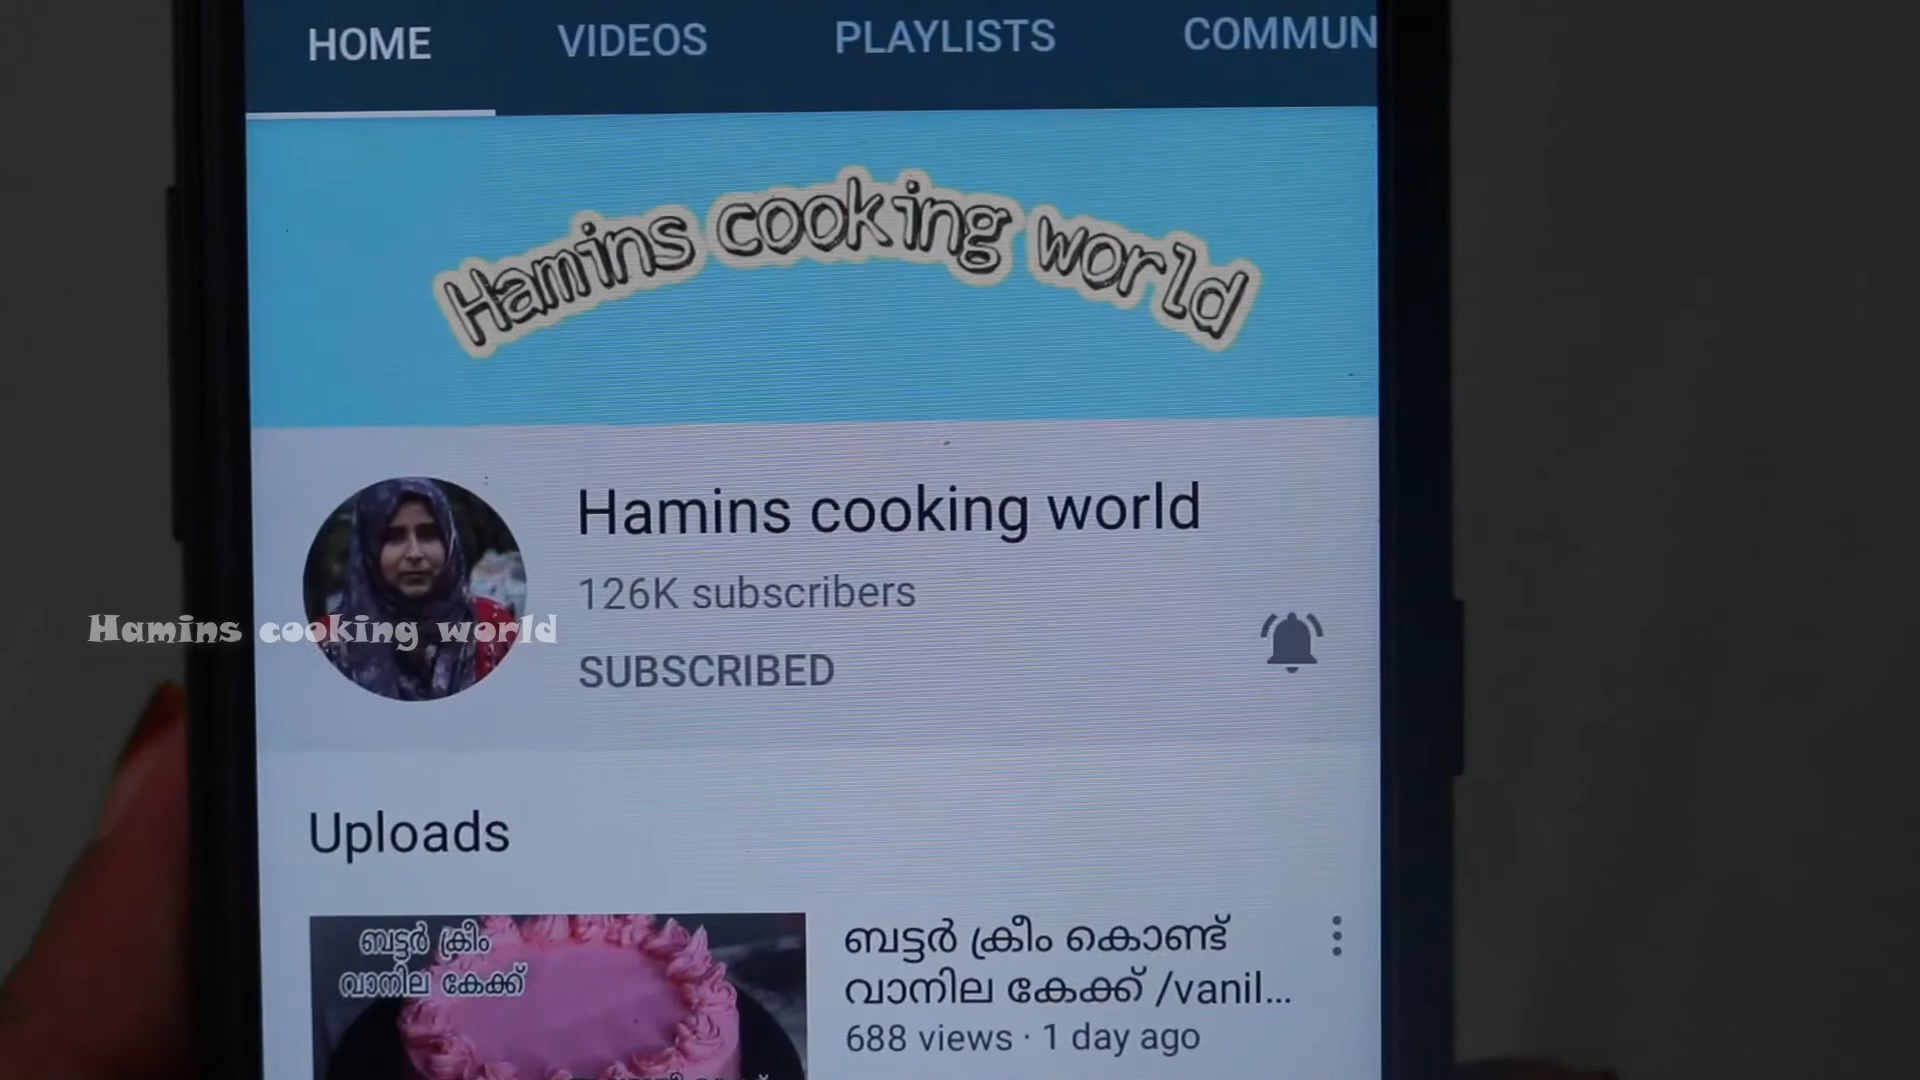 HOME VIDEOS PLAYLISTS COMMUN
Hamins cooking world
Hamins cooking world
126K subscribers
Hamins cooking world
SUBSCRIBED
Uploads
ബട്ടർ ക്രീം
വാനില കേക്ക്
ബട്ടർ ക്രീം കൊണ്ട്
വാനില കേക്ക് /vanil...
688 views · 1 day ago